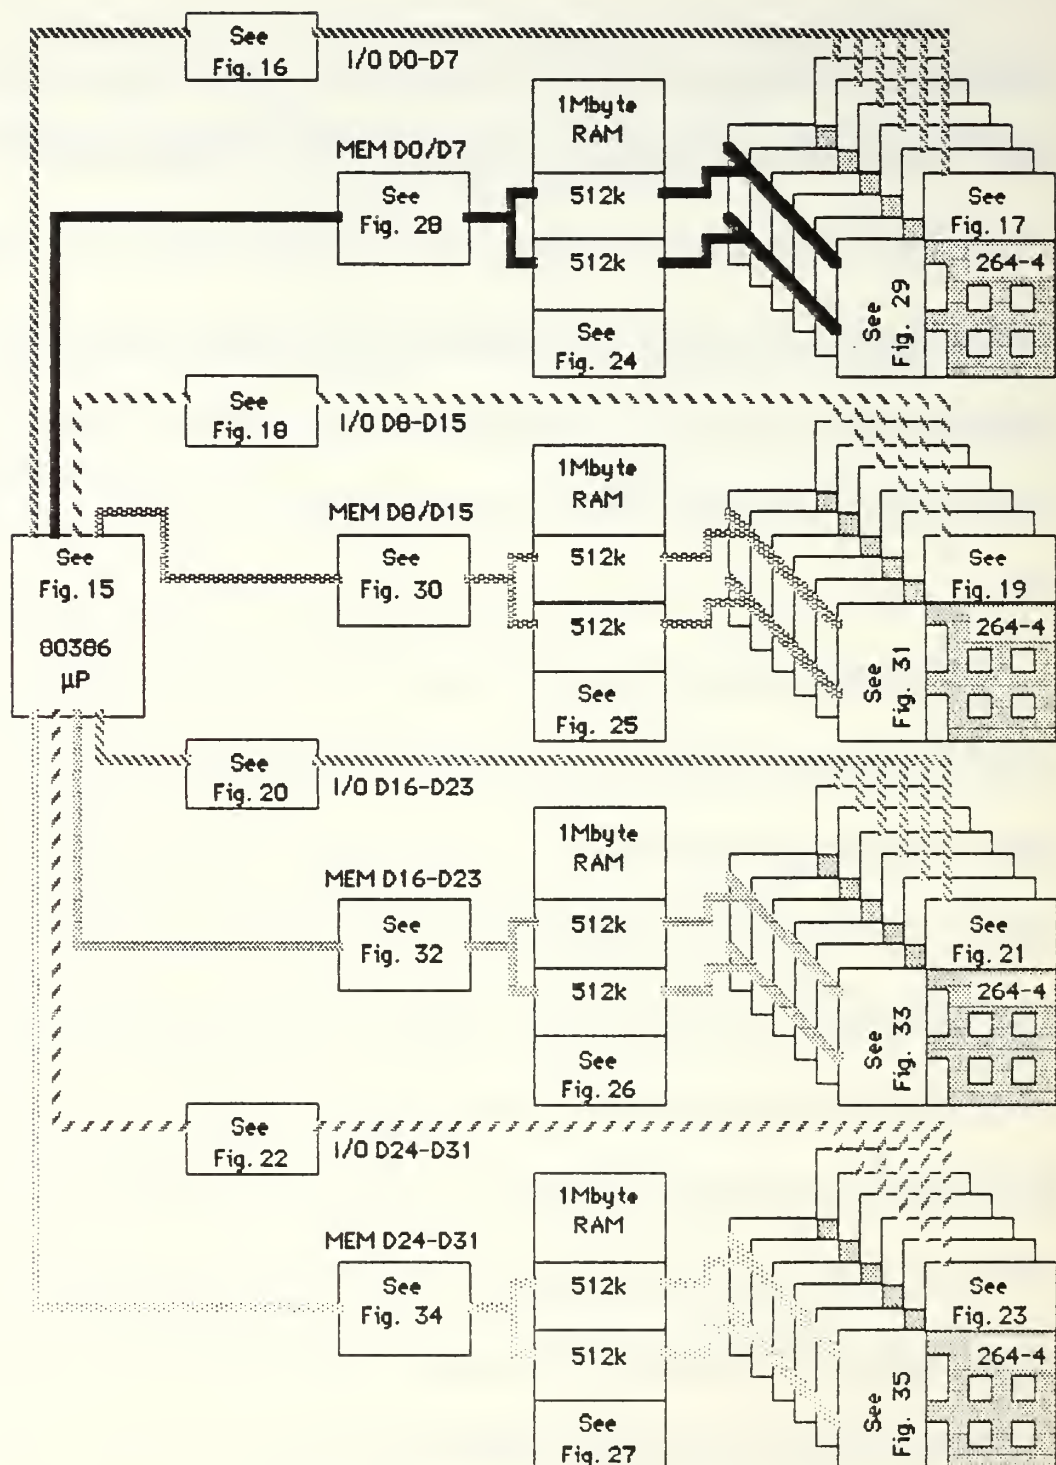 See
Fig. 16
I/O D0-D7
1Mbyte
RAM
MEM D0/D7
See
Fig. 28
512k
512k
See
Fig. 24
See
Fig. 17
264-4
See
Fig. 29
See
Fig. 18
I/O D8-D15
1Mbyte
RAM
MEM D8/D15
See
Fig. 15
80386
µP
See
Fig. 30
512k
512k
See
Fig. 25
See
Fig. 19
264-4
See
Fig. 31
See
Fig. 20
I/O D16-D23
1Mbyte
RAM
MEM D16-D23
See
Fig. 32
512k
512k
See
Fig. 26
See
Fig. 21
264-4
See
Fig. 33
See
Fig. 22
I/O D24-D31
1Mbyte
RAM
MEM D24-D31
See
Fig. 34
512k
512k
See
Fig. 27
See
Fig. 23
264-4
See
Fig. 35